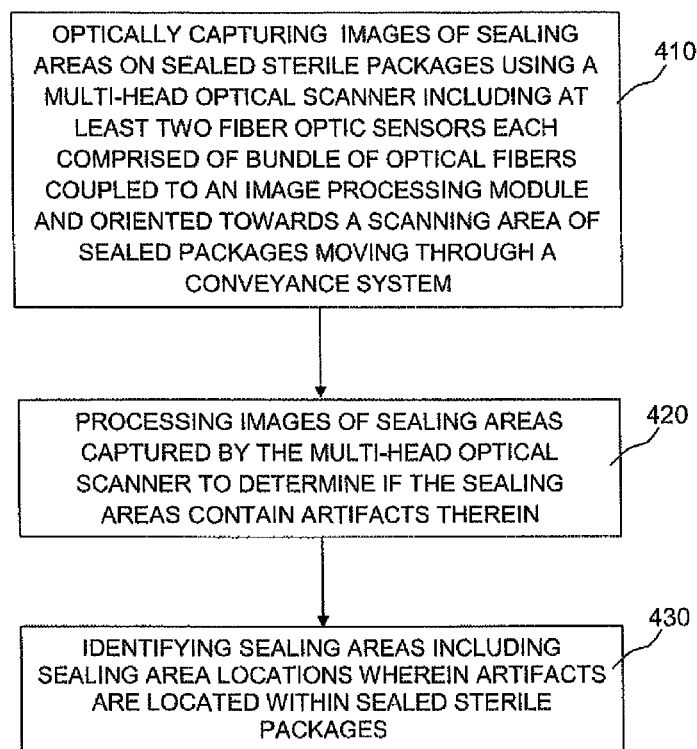 OPTICALLY CAPTURING IMAGES OF SEALING
AREAS ON SEALED STERILE PACKAGES USING A
MULTI-HEAD OPTICAL SCANNER INCLUDING AT
LEAST TWO FIBER OPTIC SENSORS EACH
COMPRISED OF BUNDLE OF OPTICAL FIBERS
COUPLED TO AN IMAGE PROCESSING MODULE
AND ORIENTED TOWARDS A SCANNING AREA OF
SEALED PACKAGES MOVING THROUGH A
CONVEYANCE SYSTEM
410
PROCESSING IMAGES OF SEALING AREAS
CAPTURED BY THE MULTI-HEAD OPTICAL
SCANNER TO DETERMINE IF THE SEALING
AREAS CONTAIN ARTIFACTS THEREIN
420
IDENTIFYING SEALING AREAS INCLUDING
SEALING AREA LOCATIONS WHEREIN ARTIFACTS
ARE LOCATED WITHIN SEALED STERILE
PACKAGES
430